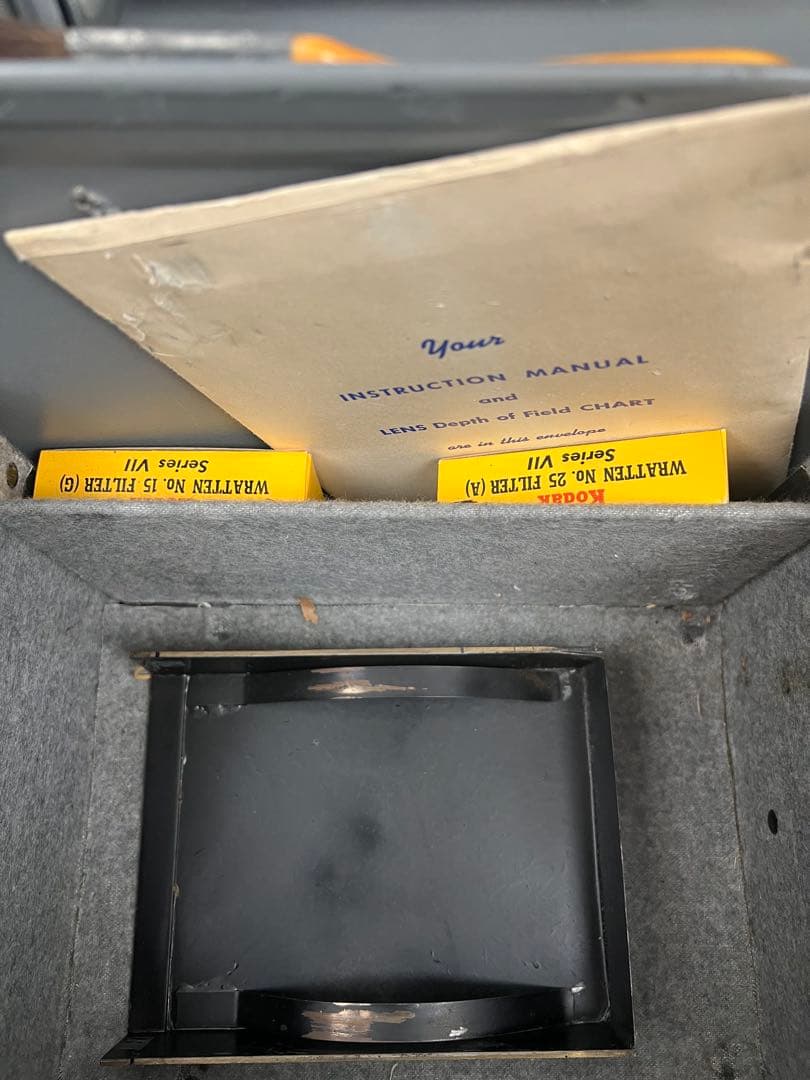 Your
INSTRUCTION MANUAL
and
LENS Depth of Field CHART
are in this envelope
WRATTEN No. 15 FILTER (G)
Series VII
Kodak
WRATTEN No. 25 FILTER (A)
Series VII